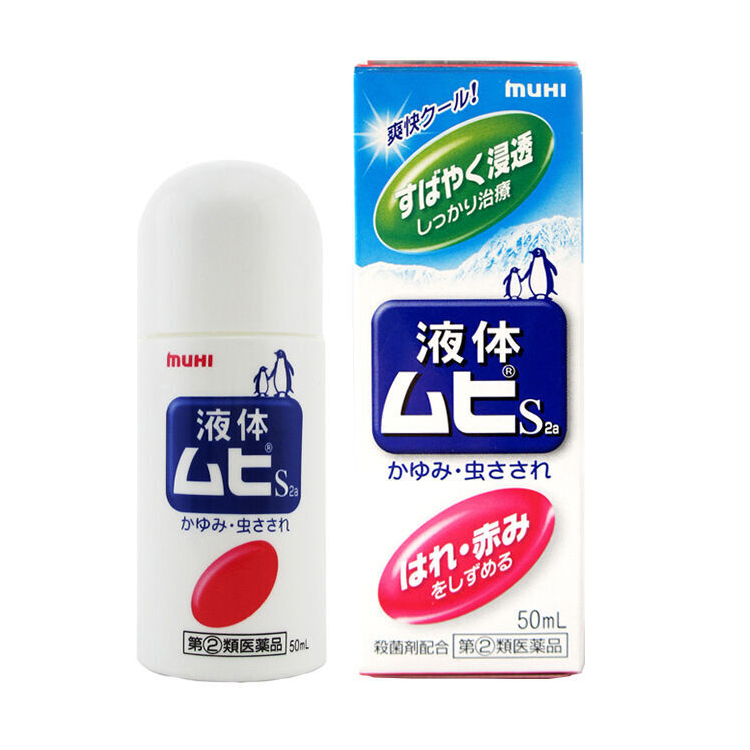 muHI
液体
ムヒ®S2a
かゆみ・虫さされ
第②類医薬品 50mL
muHI
爽快クール!
すばやく浸透
しっかり治療
液体
ムヒ®S2a
かゆみ・虫さされ
はれ・赤み
をしずめる
50mL
殺菌剤配合 第②類医薬品